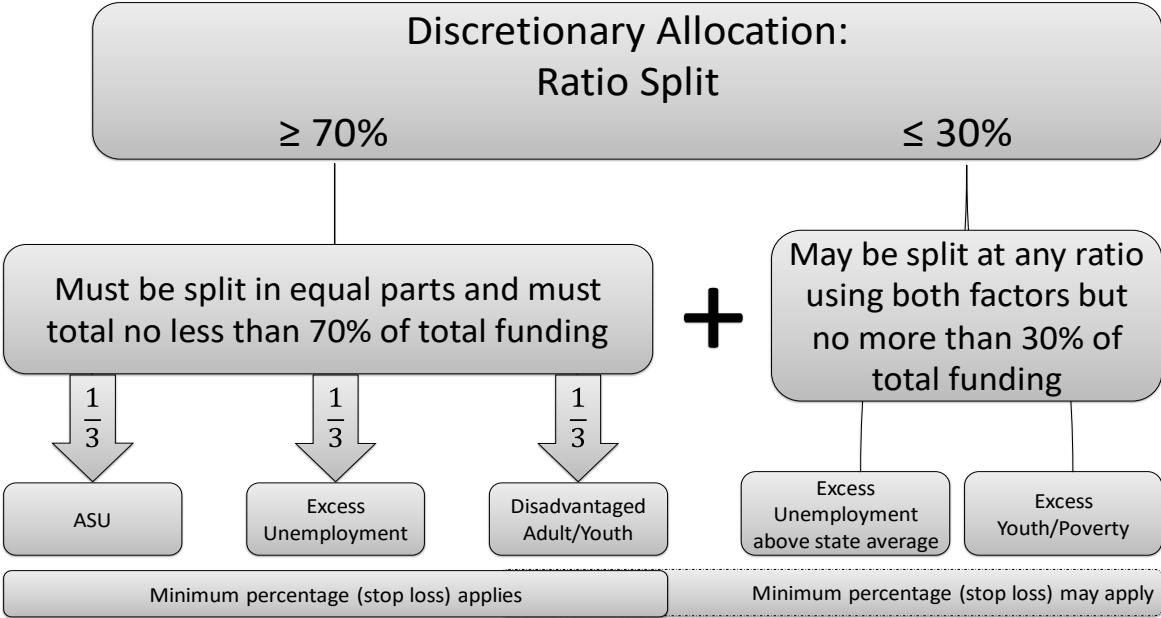 Discretionary Allocation:
Ratio Split
≥ 70%
≤ 30%
Must be split in equal parts and must
total no less than 70% of total funding
+
May be split at any ratio
using both factors but
no more than 30% of
total funding
1/3
1/3
1/3
ASU
Excess
Unemployment
Disadvantaged
Adult/Youth
Excess
Unemployment
above state average
Excess
Youth/Poverty
Minimum percentage (stop loss) applies
Minimum percentage (stop loss) may apply